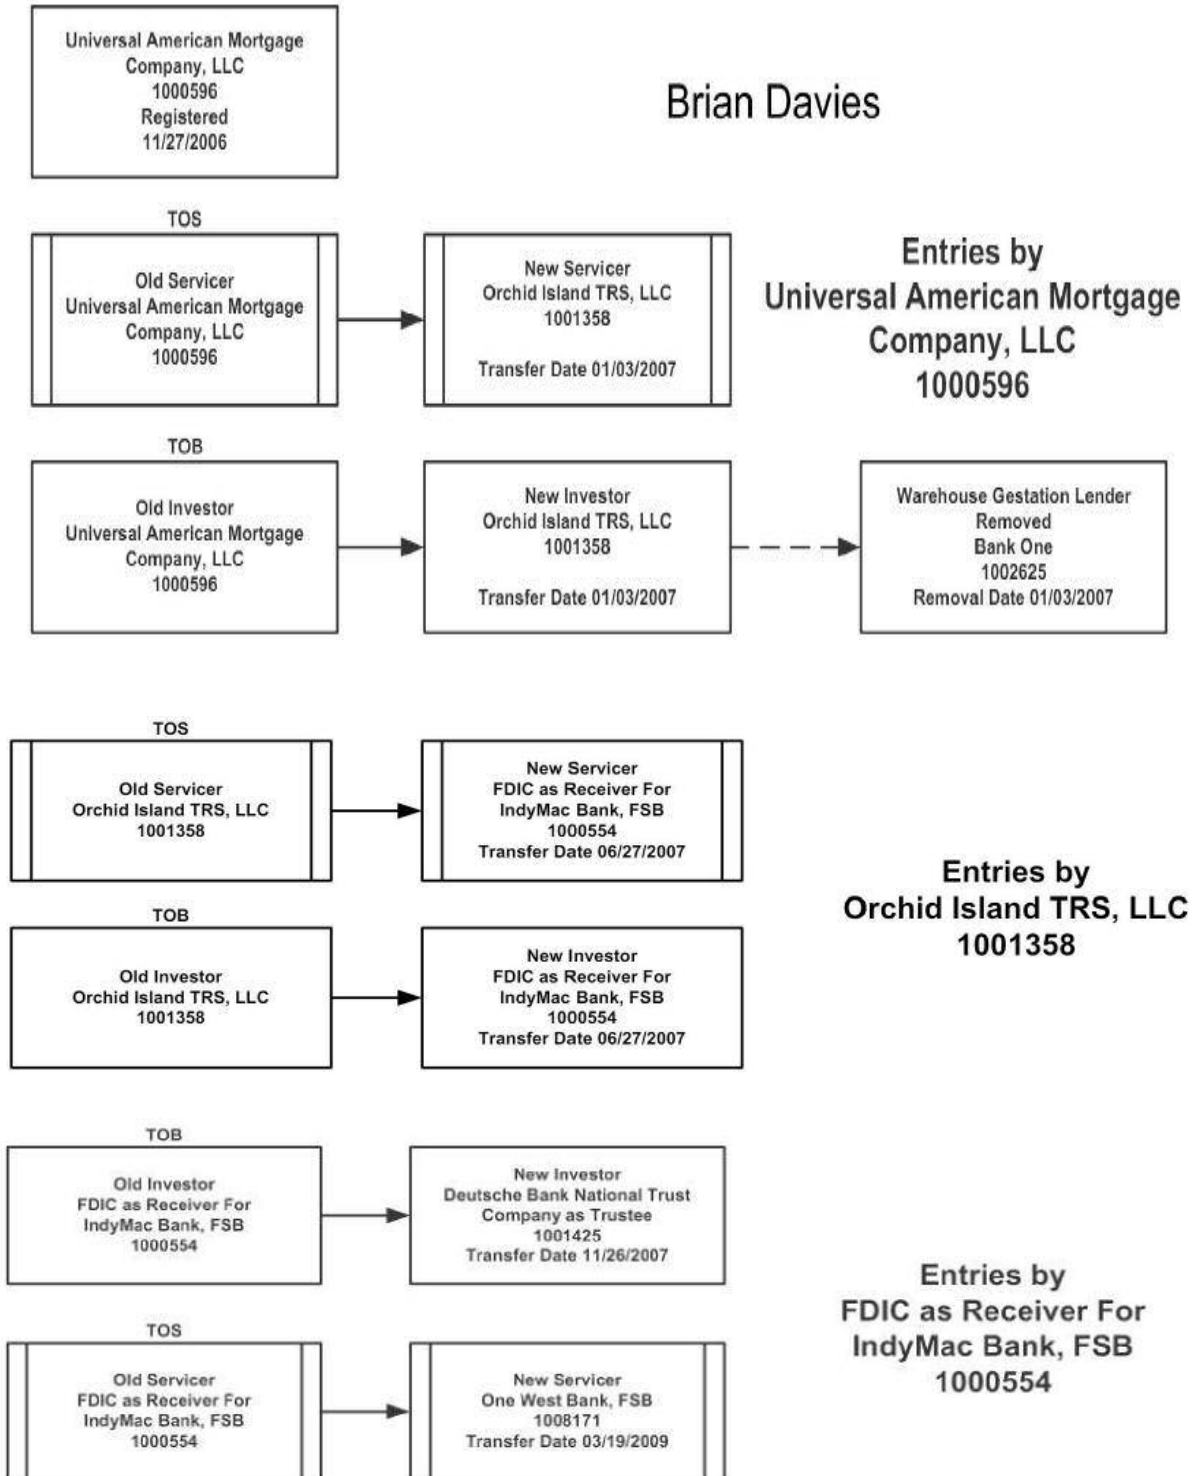 Universal American Mortgage
Company, LLC
1000596
Registered
11/27/2006
Brian Davies
TOS
Old Servicer
Universal American Mortgage
Company, LLC
1000596
New Servicer
Orchid Island TRS, LLC
1001358
Transfer Date 01/03/2007
Entries by
Universal American Mortgage
Company, LLC
1000596
TOB
Old Investor
Universal American Mortgage
Company, LLC
1000596
New Investor
Orchid Island TRS, LLC
1001358
Transfer Date 01/03/2007
Warehouse Gestation Lender
Removed
Bank One
1002625
Removal Date 01/03/2007
TOS
Old Servicer
Orchid Island TRS, LLC
1001358
New Servicer
FDIC as Receiver For
IndyMac Bank, FSB
1000554
Transfer Date 06/27/2007
TOB
Old Investor
Orchid Island TRS, LLC
1001358
New Investor
FDIC as Receiver For
IndyMac Bank, FSB
1000554
Transfer Date 06/27/2007
Entries by
Orchid Island TRS, LLC
1001358
TOB
Old Investor
FDIC as Receiver For
IndyMac Bank, FSB
1000554
New Investor
Deutsche Bank National Trust
Company as Trustee
1001425
Transfer Date 11/26/2007
TOS
Old Servicer
FDIC as Receiver For
IndyMac Bank, FSB
1000554
New Servicer
One West Bank, FSB
1008171
Transfer Date 03/19/2009
Entries by
FDIC as Receiver For
IndyMac Bank, FSB
1000554